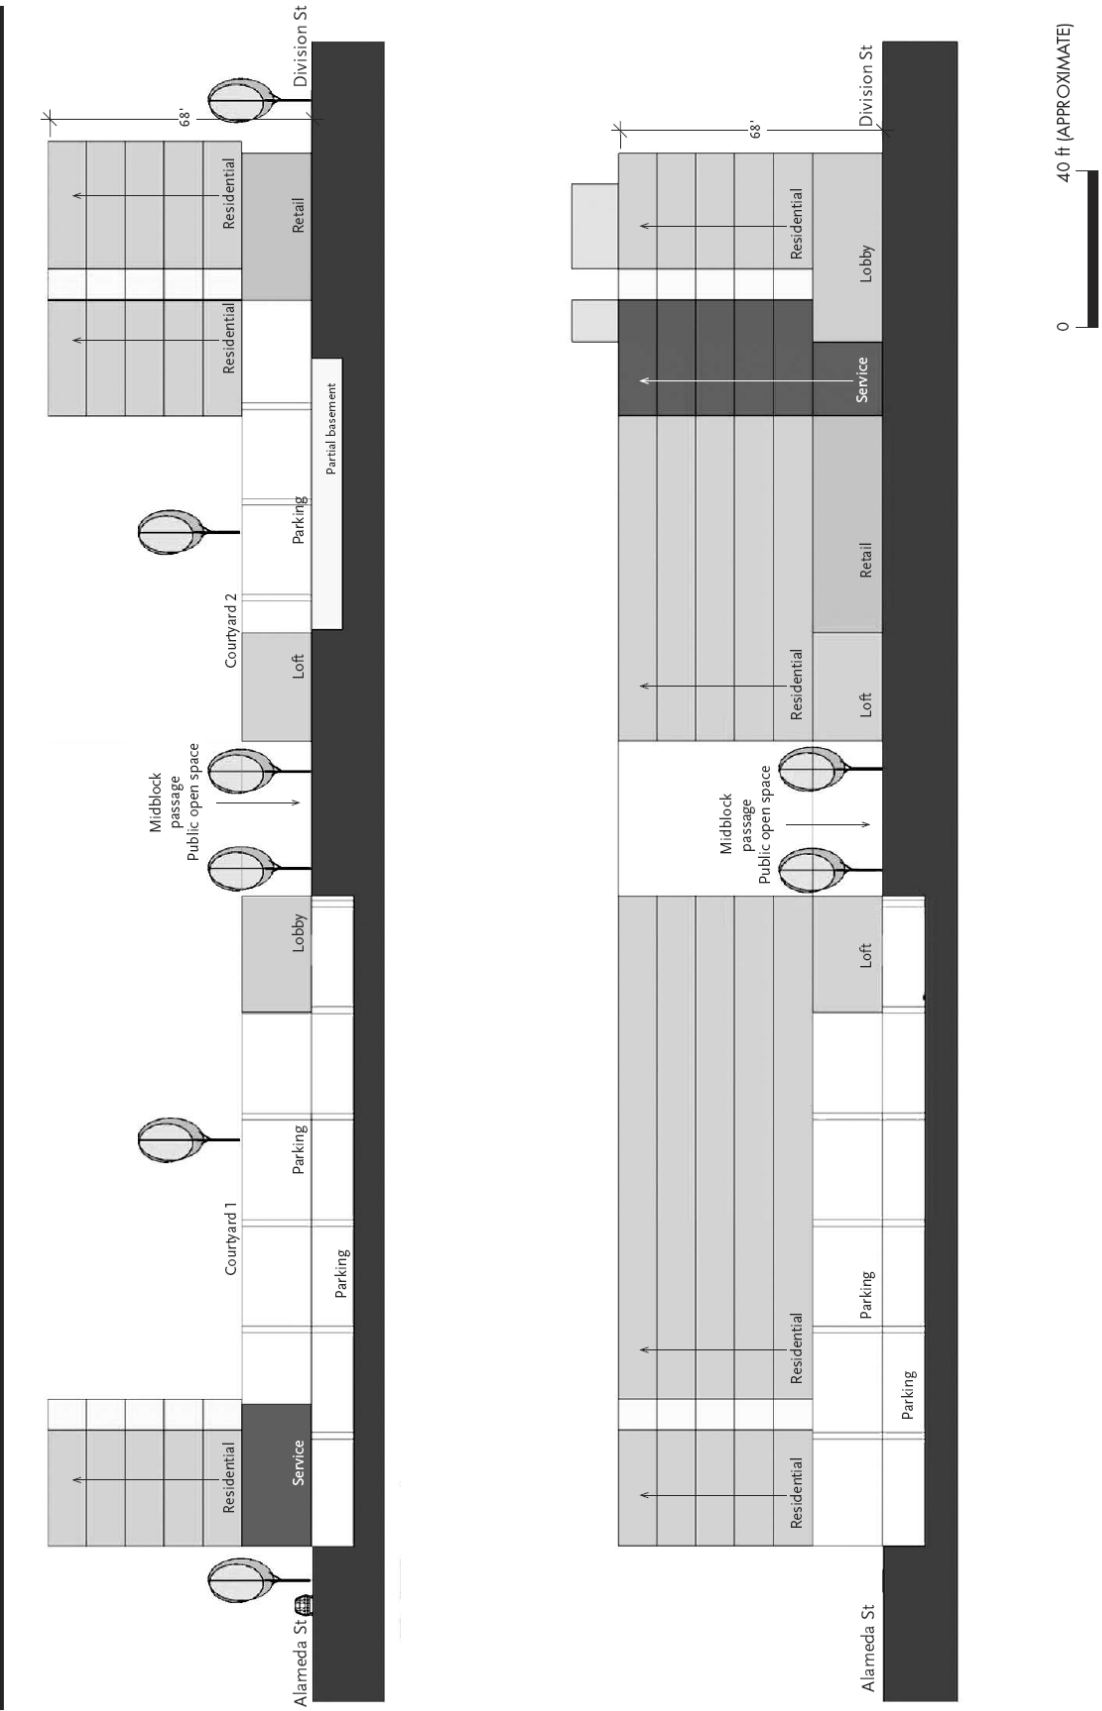 Alameda St
Division St
68'
Residential
Residential
Residential
Service
Parking
Parking
Courtyard 1
Lobby
Midblock
passage
Public open space
Loft
Courtyard 2
Parking
Partial basement
Retail
Alameda St
Division St
68'
Residential
Residential
Residential
Residential
Parking
Parking
Loft
Midblock
passage
Public open space
Loft
Retail
Service
Lobby
0
40 ft (APPROXIMATE)